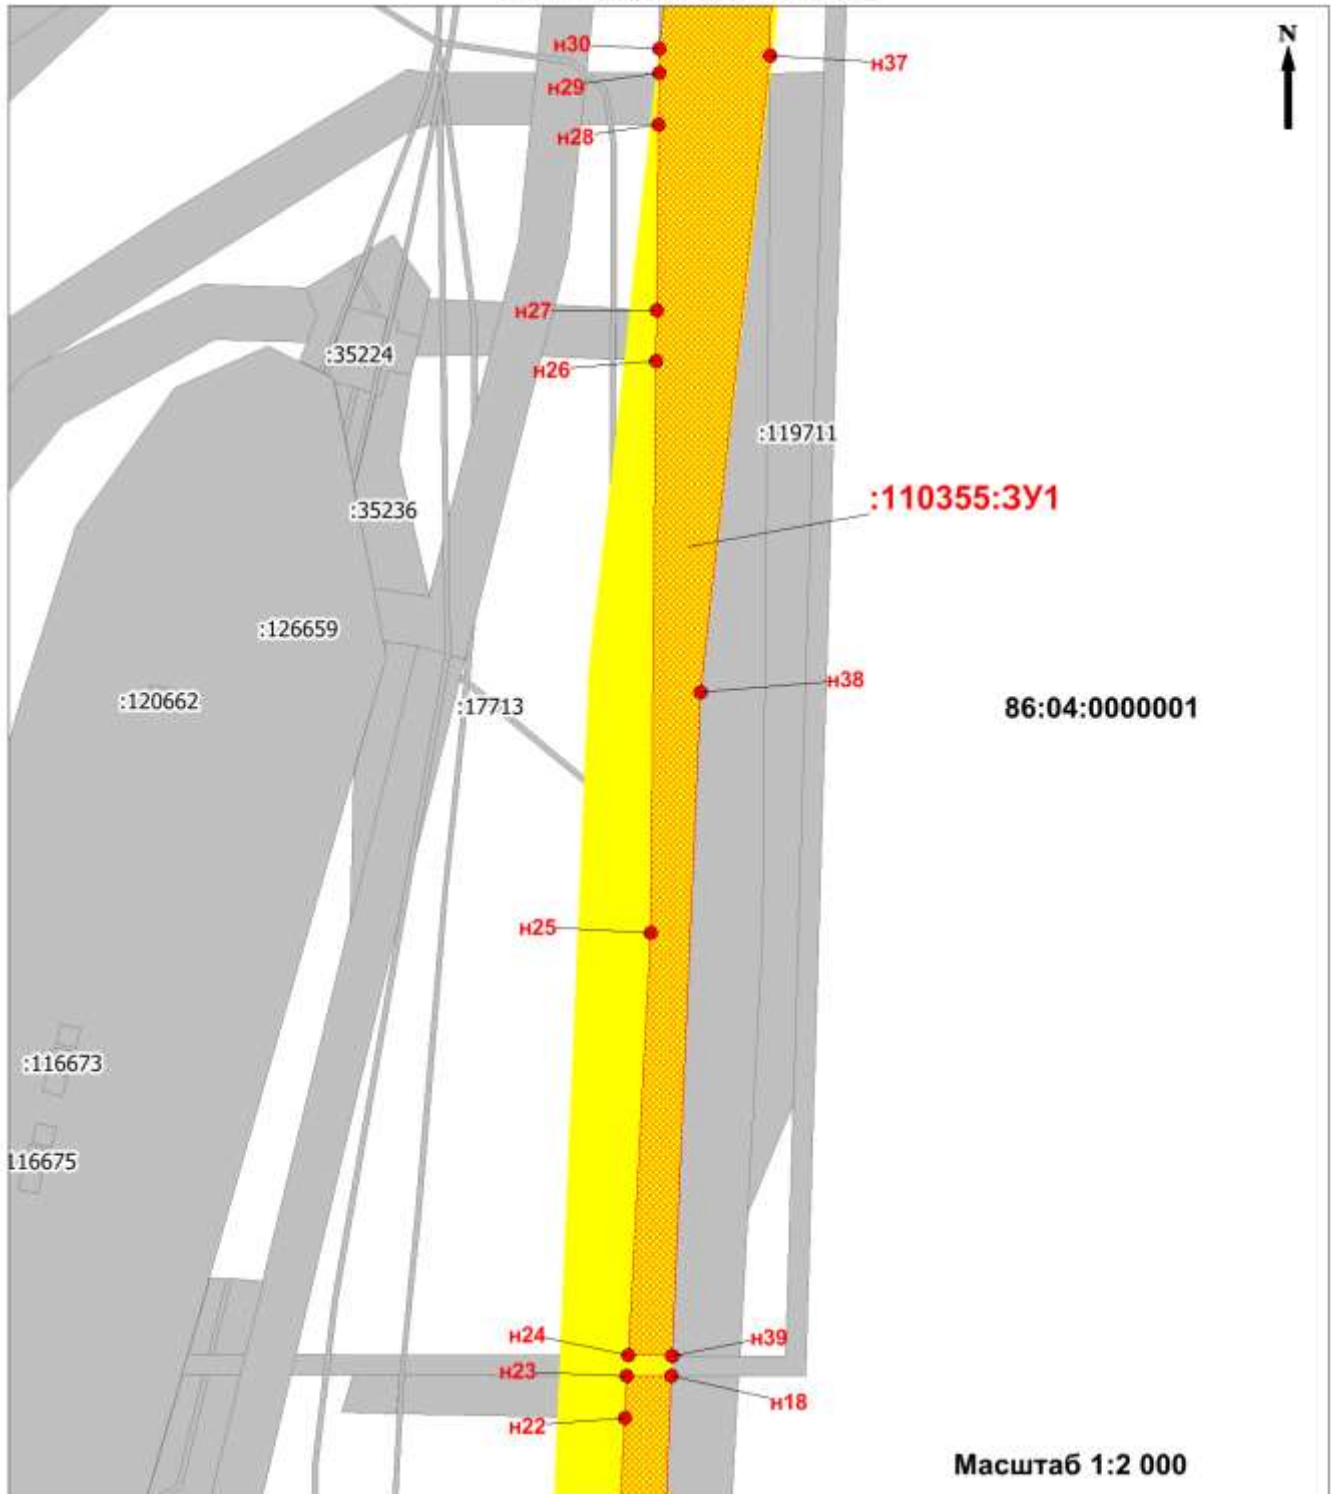 н30
N
н37
н29
н28
н27
:35224
н26
:119711
:110355:ЗУ1
:35236
:126659
н38
:120662
:17713
86:04:0000001
н25
:116673
116675
н24
н39
н23
н18
н22
Масштаб 1:2 000